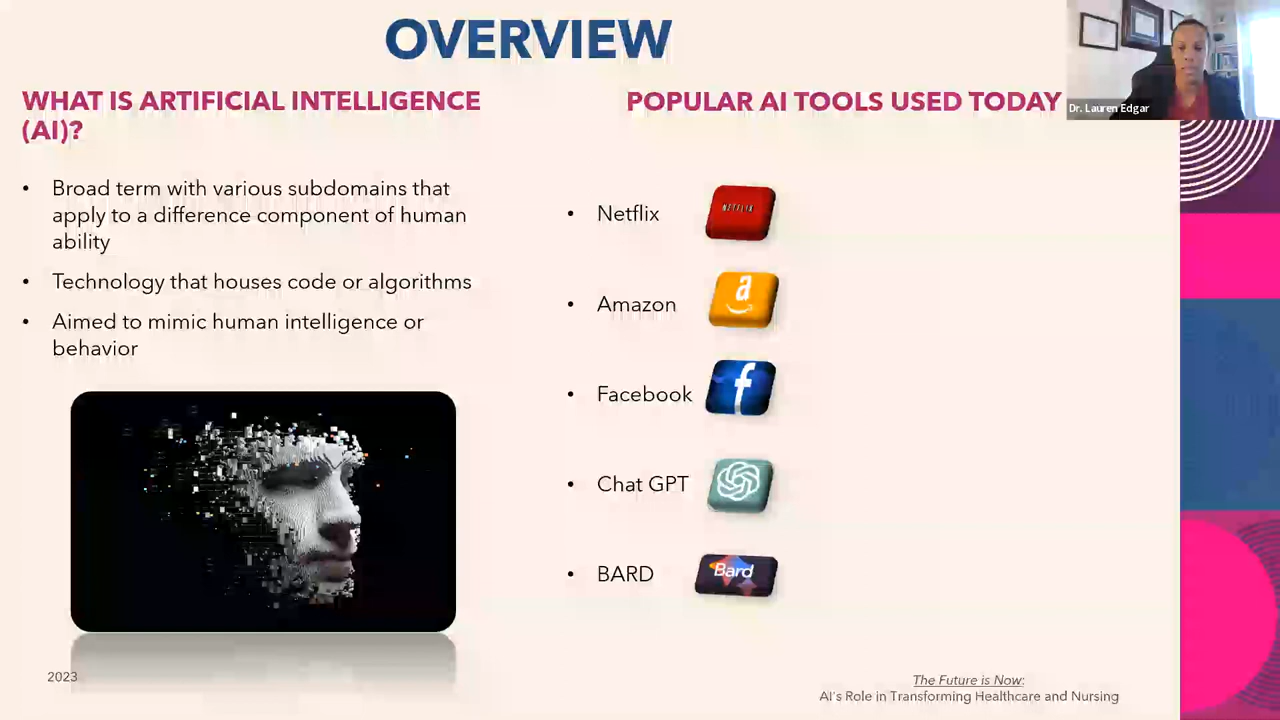 OVERVIEW
Dr. Lauren Edgar
WHAT IS ARTIFICIAL INTELLIGENCE
(AI)?
• Broad term with various subdomains that
apply to a difference component of human
ability
• Technology that houses code or algorithms
• Aimed to mimic human intelligence or
behavior
POPULAR AI TOOLS USED TODAY
• Netflix
NETFLIX
• Amazon
a
• Facebook
f
• Chat GPT
• BARD
Bard
2023
The Future is Now:
AI's Role in Transforming Healthcare and Nursing